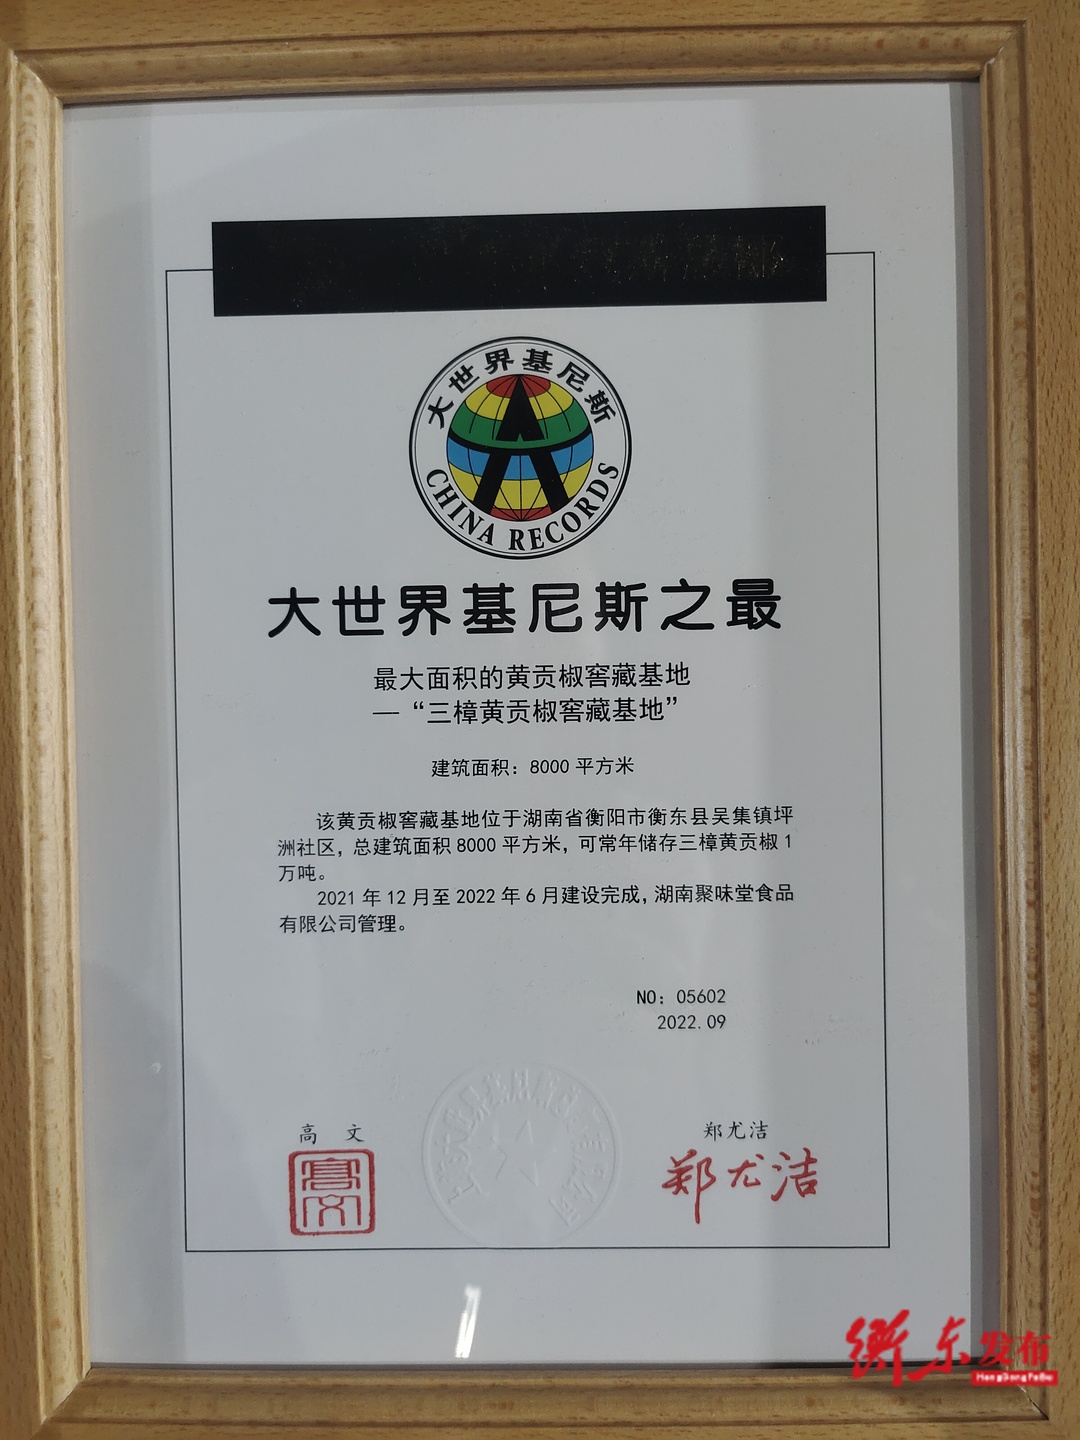 大世界基尼斯
CHINA RECORDS
大世界基尼斯之最
最大面积的黄贡椒窖藏基地
—“三樟黄贡椒窖藏基地”
建筑面积：8000 平方米
该黄贡椒窖藏基地位于湖南省衡阳市衡东县吴集镇坪
洲社区，总建筑面积 8000 平方米，可常年储存三樟黄贡椒 1
万吨。
2021 年 12 月至 2022 年 6 月建设完成，湖南聚味堂食品
有限公司管理。
NO：05602
2022.09
高 文
郑尤洁
高文
郑尤洁
衡东发布
HengDongFaBu